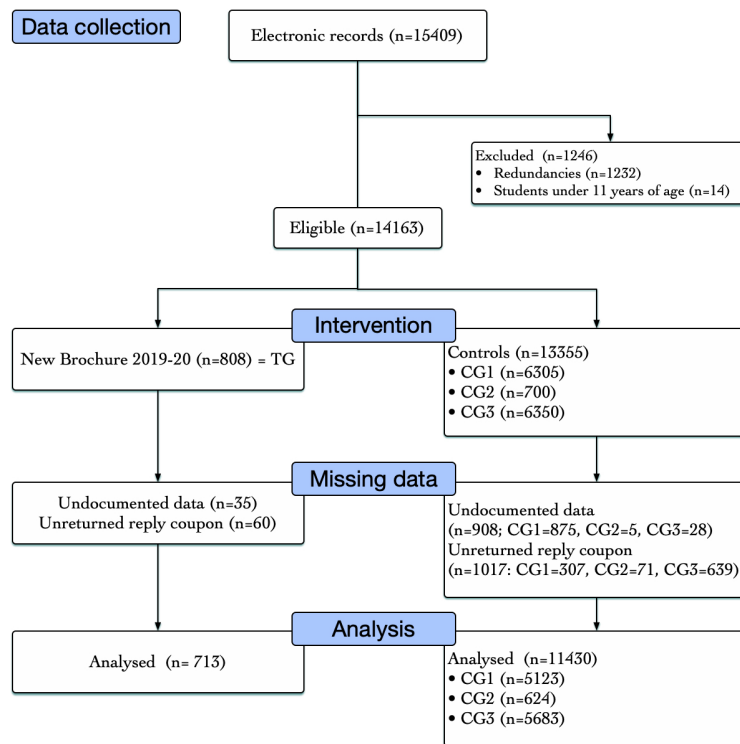 Data collection
Electronic records (n=15409)
Excluded (n=1246)
• Redundancies (n=1232)
• Students under 11 years of age (n=14)
Eligible (n=14163)
Intervention
New Brochure 2019-20 (n=808) = TG
Controls (n=13355)
• CG1 (n=6305)
• CG2 (n=700)
• CG3 (n=6350)
Missing data
Undocumented data (n=35)
Unreturned reply coupon (n=60)
Undocumented data
(n=908; CG1=875, CG2=5, CG3=28)
Unreturned reply coupon
(n=1017: CG1=307, CG2=71, CG3=639)
Analysis
Analysed (n= 713)
Analysed (n=11430)
• CG1 (n=5123)
• CG2 (n=624)
• CG3 (n=5683)